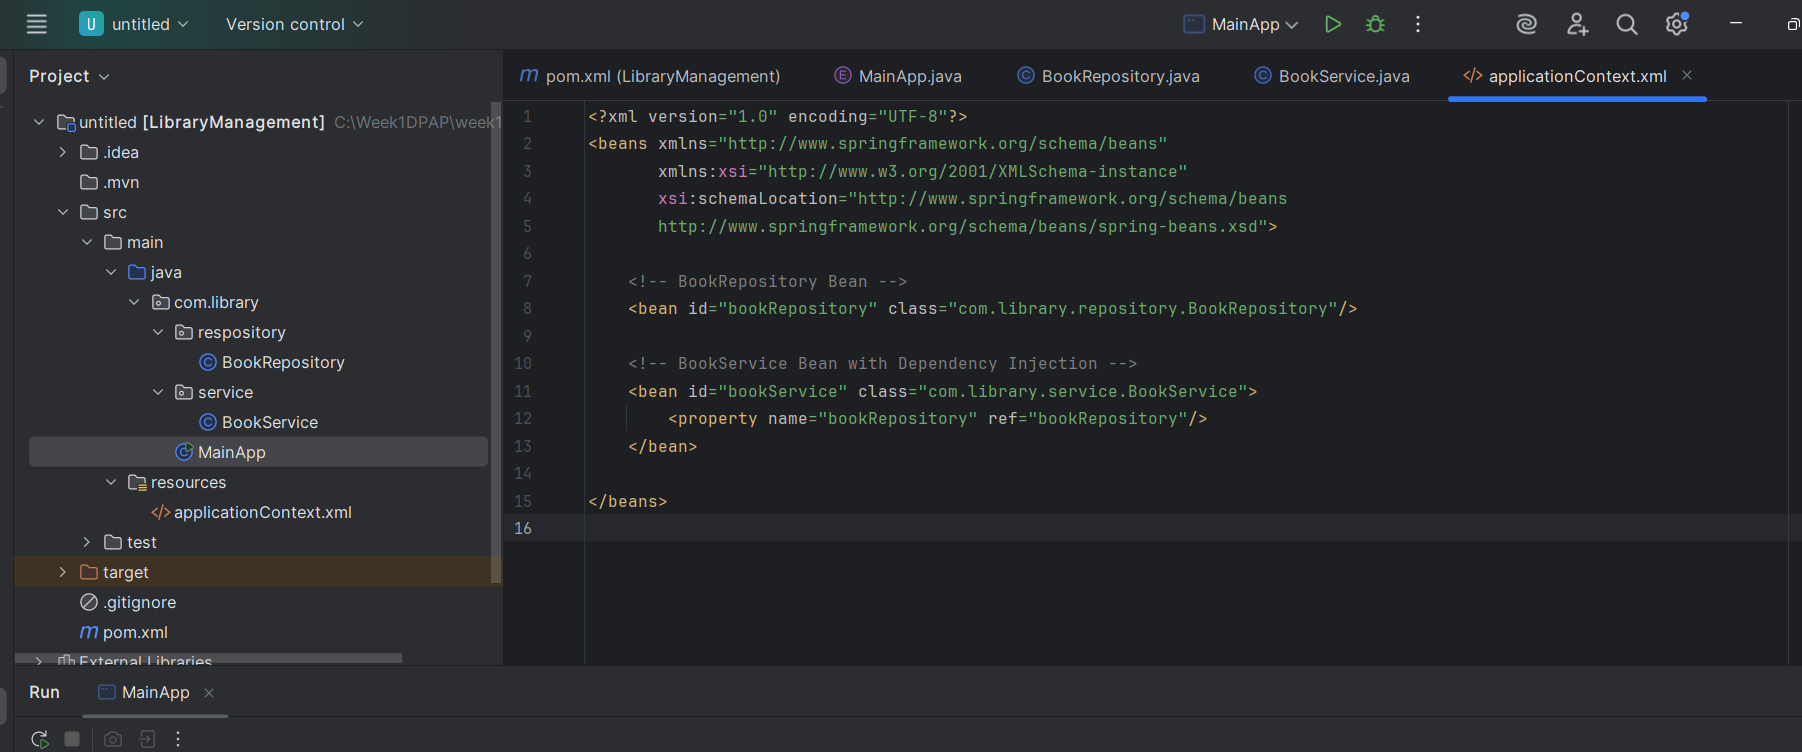 U untitled Version control MainApp
Project
m pom.xml (LibraryManagement) E MainApp.java C BookRepository.java C BookService.java </> applicationContext.xml
untitled [LibraryManagement] C:\Week1DPAP\week1
.idea
.mvn
src
main
java
com.library
respository
C BookRepository
service
C BookService
C MainApp
resources
</> applicationContext.xml
test
target
.gitignore
m pom.xml
External Libraries
1 <?xml version="1.0" encoding="UTF-8"?>
2 <beans xmlns="http://www.springframework.org/schema/beans"
3 xmlns:xsi="http://www.w3.org/2001/XMLSchema-instance"
4 xsi:schemaLocation="http://www.springframework.org/schema/beans
5 http://www.springframework.org/schema/beans/spring-beans.xsd">
6
7 <!-- BookRepository Bean -->
8 <bean id="bookRepository" class="com.library.repository.BookRepository"/>
9
10 <!-- BookService Bean with Dependency Injection -->
11 <bean id="bookService" class="com.library.service.BookService">
12 <property name="bookRepository" ref="bookRepository"/>
13 </bean>
14
15 </beans>
16
Run MainApp